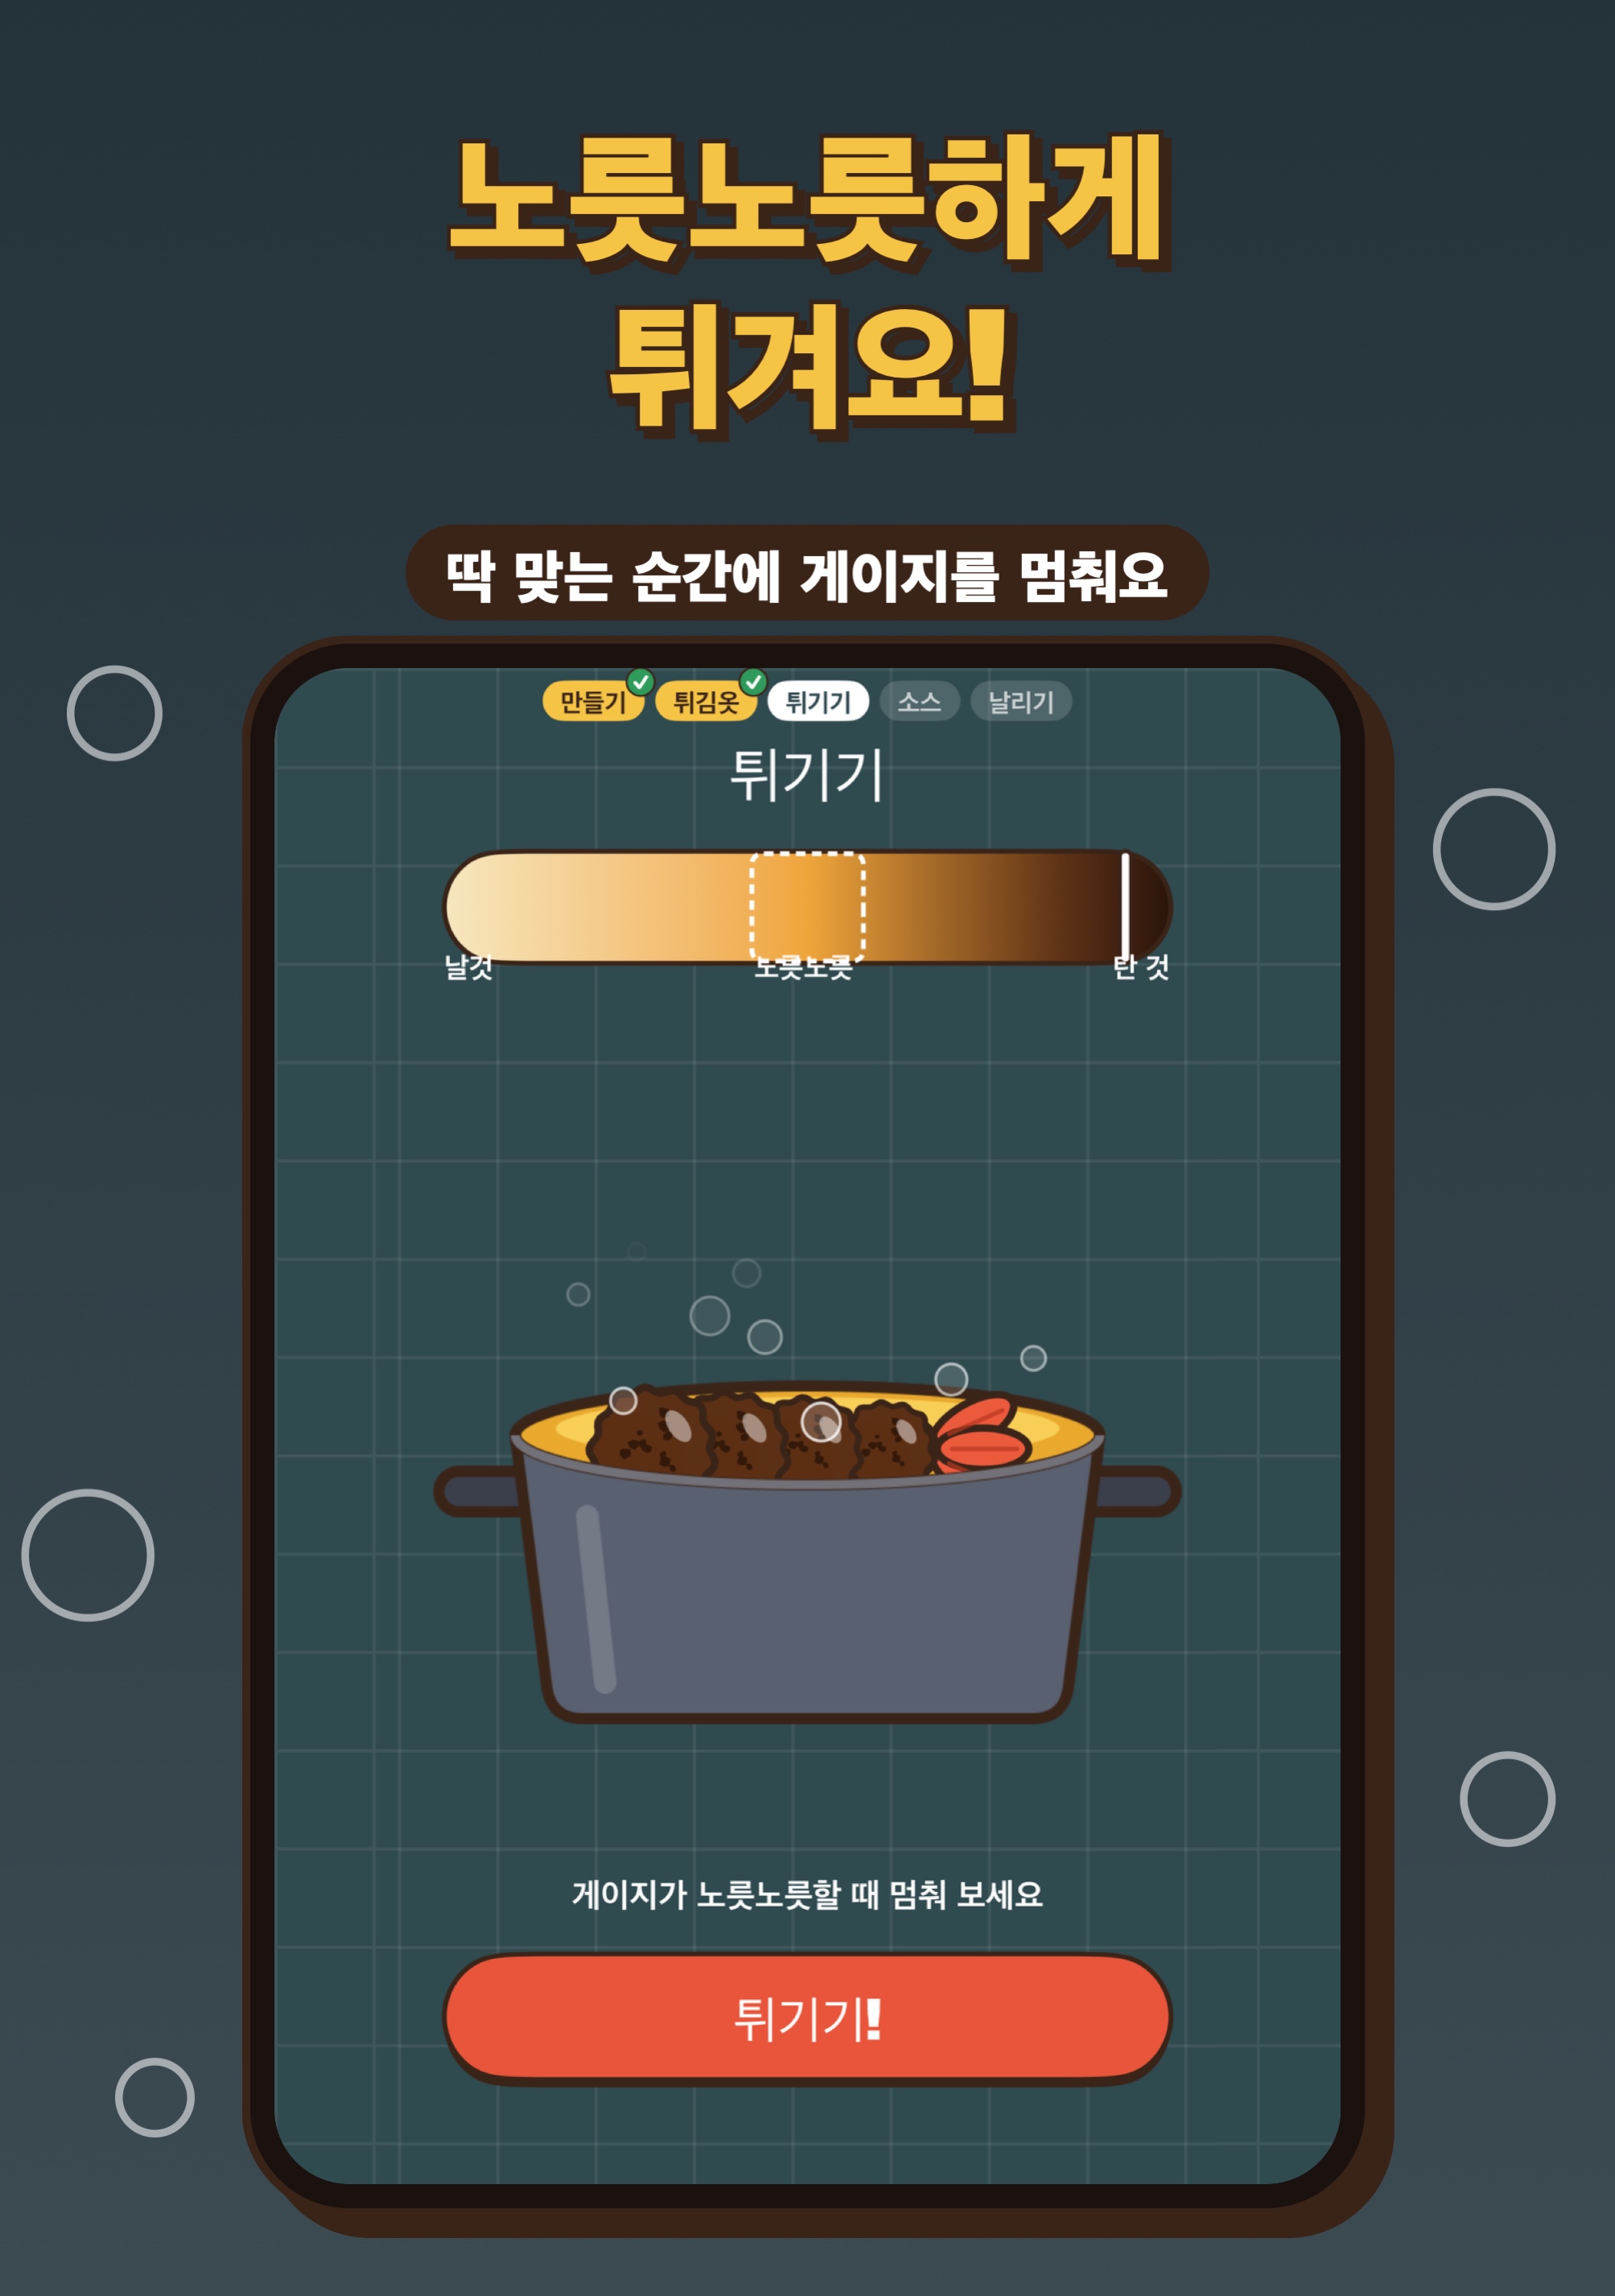 노릇노릇하게
튀겨요!
딱 맞는 순간에 게이지를 멈춰요
만들기 튀김옷 튀기기 소스 날리기
튀기기
날것 노릇노릇 탄 것
게이지가 노릇노릇할 때 멈춰 보세요
튀기기!